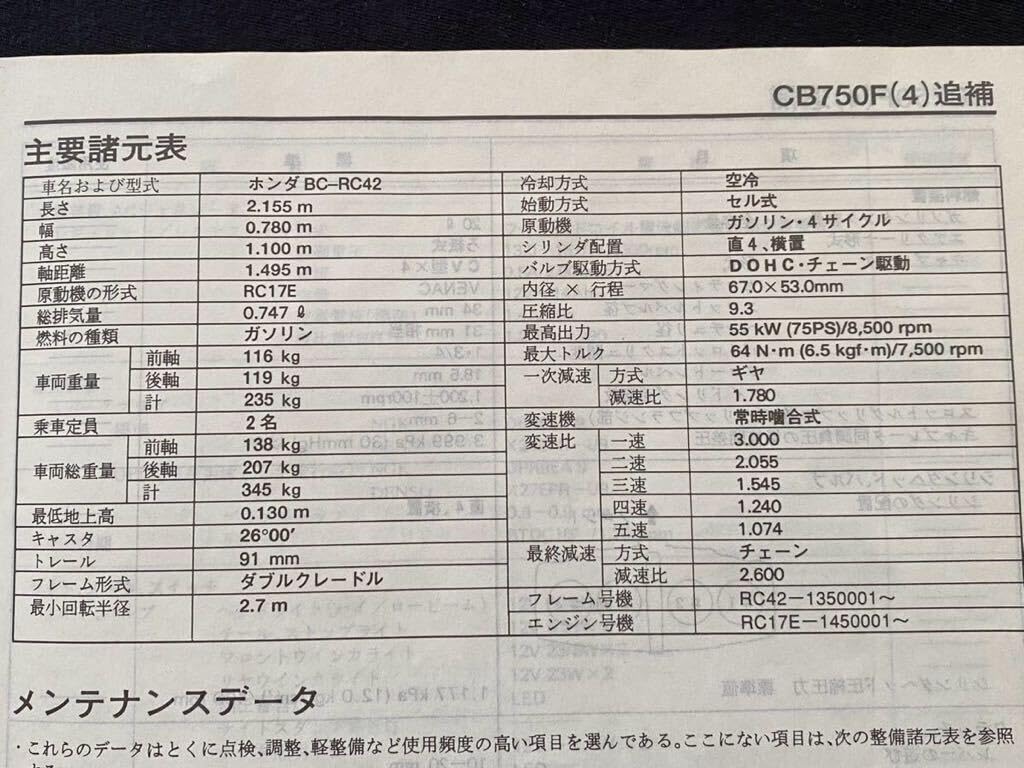 CB750F(4)追補
主要諸元表
車名および型式 ホンダBC–RC42
長さ 2.155 m
幅 0.780 m
高さ 1.100 m
軸距離 1.495 m
原動機の形式 RC17E
総排気量 0.747 ℓ
燃料の種類 ガソリン
車両重量 前軸 116 kg
後軸 119 kg
計 235 kg
乗車定員 2名
車両総重量 前軸 138 kg
後軸 207 kg
計 345 kg
最低地上高 0.130 m
キャスタ 26°00′
トレール 91 mm
フレーム形式 ダブルクレードル
最小回転半径 2.7 m
冷却方式 空冷
始動方式 セル式
原動機 ガソリン・4サイクル
シリンダ配置 直4、横置
バルブ駆動方式 DOHC・チェーン駆動
内径 × 行程 67.0×53.0mm
圧縮比 9.3
最高出力 55 kW (75PS)/8,500 rpm
最大トルク 64 N・m (6.5 kgf・m)/7,500 rpm
一次減速 方式 ギヤ
減速比 1.780
変速機 常時噛合式
変速比 一速 3.000
二速 2.055
三速 1.545
四速 1.240
五速 1.074
最終減速 方式 チェーン
減速比 2.600
フレーム号機 RC42–1350001〜
エンジン号機 RC17E–1450001〜
メンテナンスデータ
・これらのデータはとくに点検、調整、軽整備など使用頻度の高い項目を選んである。ここにない項目は、次の整備諸元表を参照